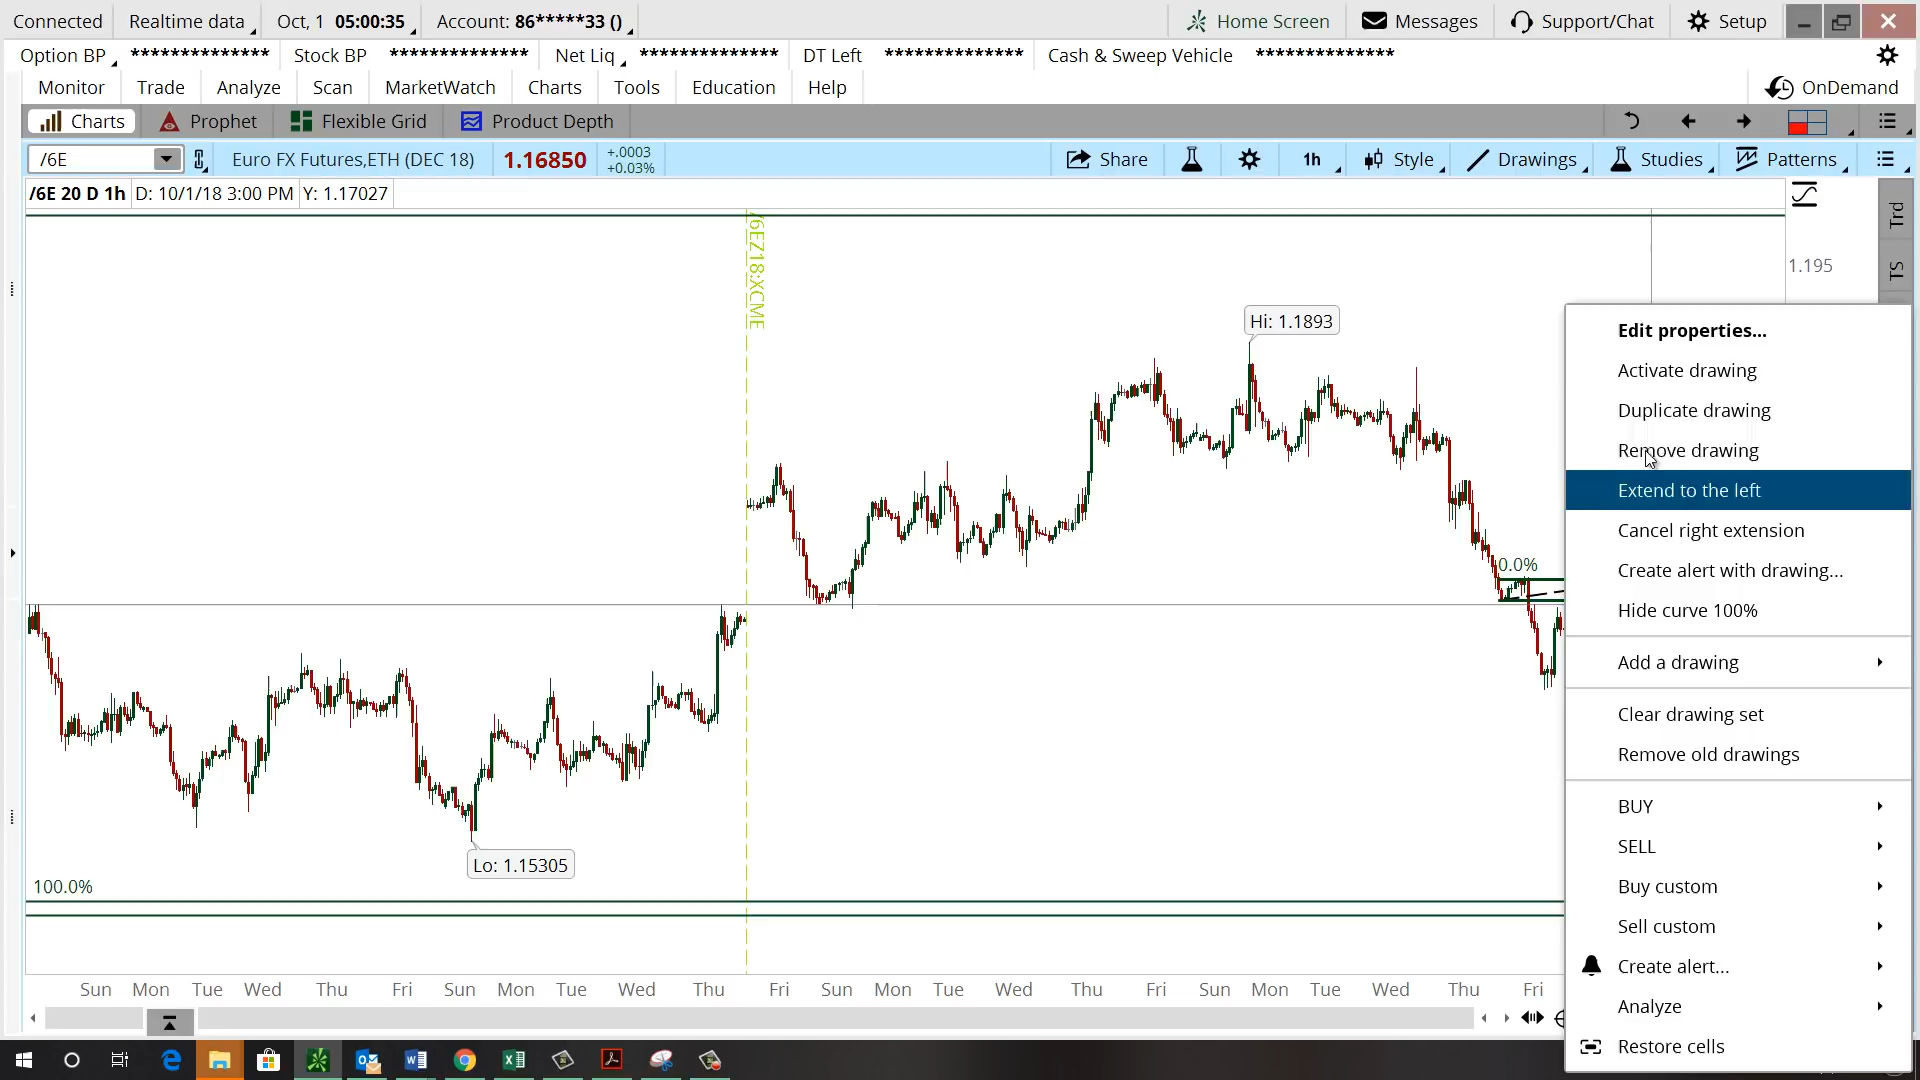 Connected Realtime data Oct, 1 05:00:35 Account: 86*****33 () Home Screen Messages Support/Chat Setup
Option BP ************** Stock BP ************** Net Liq ************** DT Left ************** Cash & Sweep Vehicle **************
Monitor Trade Analyze Scan MarketWatch Charts Tools Education Help OnDemand
Charts Prophet Flexible Grid Product Depth
/6E Euro FX Futures,ETH (DEC 18) 1.16850 +.0003 +0.03% Share 1h Style Drawings Studies Patterns
/6E 20 D 1h D: 10/1/18 3:00 PM Y: 1.17027
Trd
TS
/6EZ18:XCME
1.195
Hi: 1.1893
0.0%
Lo: 1.15305
100.0%
Edit properties...
Activate drawing
Duplicate drawing
Remove drawing
Extend to the left
Cancel right extension
Create alert with drawing...
Hide curve 100%
Add a drawing
Clear drawing set
Remove old drawings
BUY
SELL
Buy custom
Sell custom
Create alert...
Analyze
Restore cells
Sun Mon Tue Wed Thu Fri Sun Mon Tue Wed Thu Fri Sun Mon Tue Wed Thu Fri Sun Mon Tue Wed Thu Fri